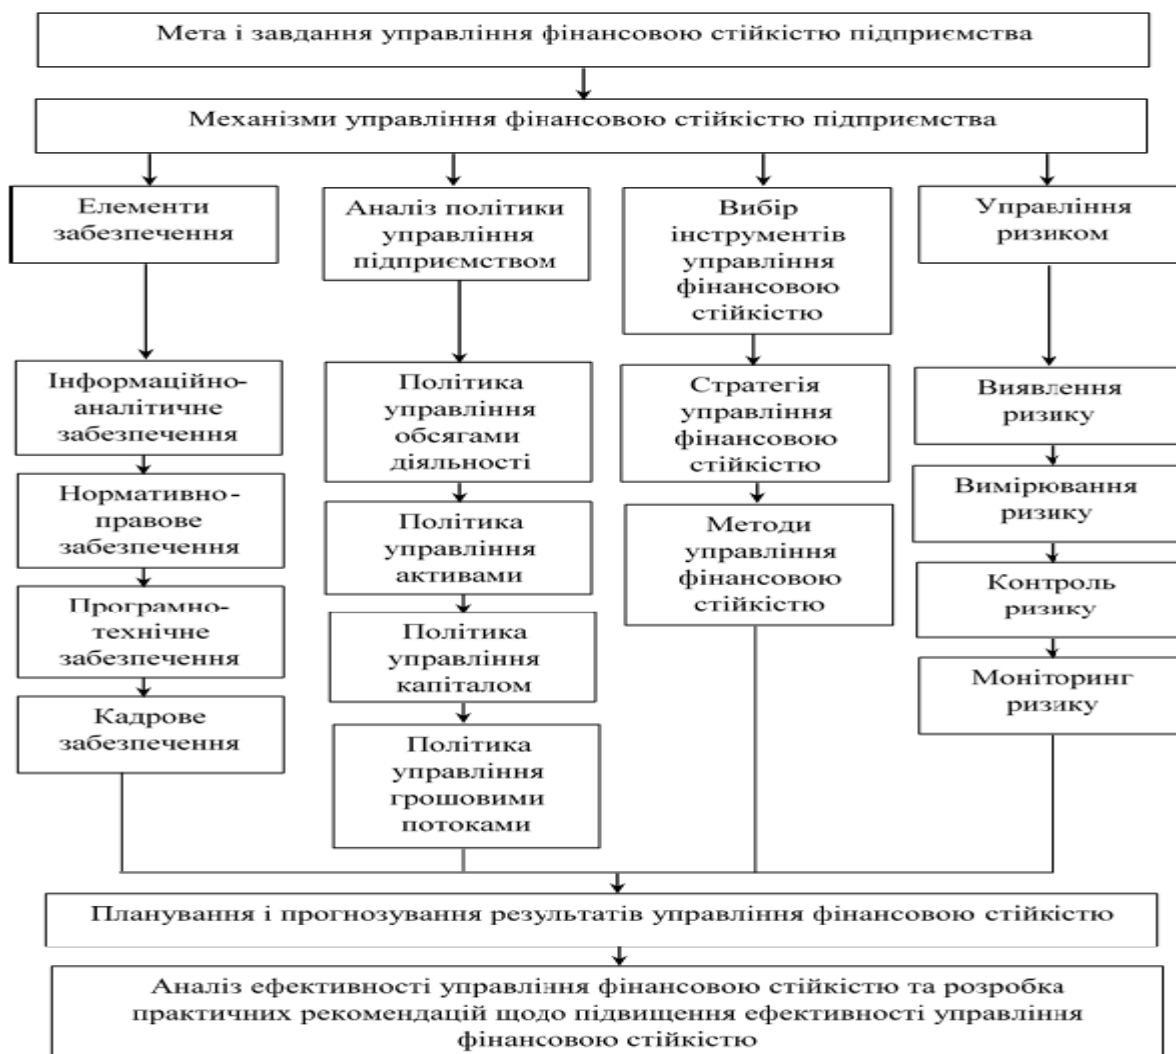 Мета і завдання управління фінансовою стійкістю підприємства
Механізми управління фінансовою стійкістю підприємства
Елементи
забезпечення
Аналіз політики
управління
підприємством
Вибір
інструментів
управління
фінансовою
стійкістю
Управління
ризиком
Інформаційно-
аналітичне
забезпечення
Нормативно-
правове
забезпечення
Програмно-
технічне
забезпечення
Кадрове
забезпечення
Політика
управління
обсягами
діяльності
Політика
управління
активами
Політика
управління
капіталом
Політика
управління
грошовими
потоками
Стратегія
управління
фінансовою
стійкістю
Методи
управління
фінансовою
стійкістю
Виявлення
ризику
Вимірювання
ризику
Контроль
ризику
Моніторинг
ризику
Планування і прогнозування результатів управління фінансовою стійкістю
Аналіз ефективності управління фінансовою стійкістю та розробка
практичних рекомендацій щодо підвищення ефективності управління
фінансовою стійкістю